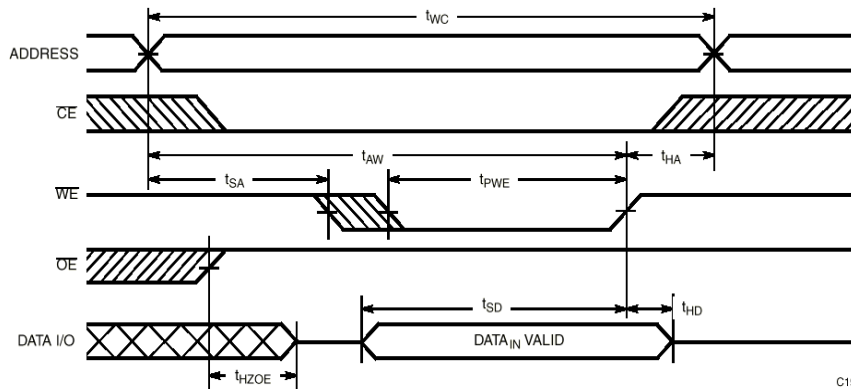 tWC
ADDRESS
CE
tAW
tHA
tSA
tPWE
WE
OE
tSD
tHD
DATA I/O
DATAIN VALID
tHZOE